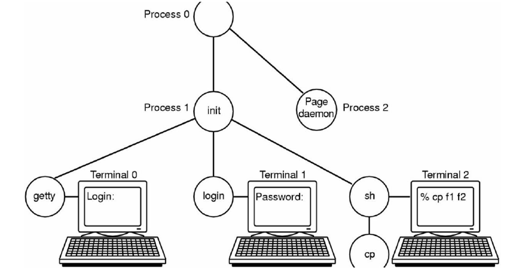 Process 0
Process 1
init
Page
daemon
Process 2
Terminal 0
Terminal 1
Terminal 2
getty
Login:
login
Password:
sh
% cp f1 f2
cp